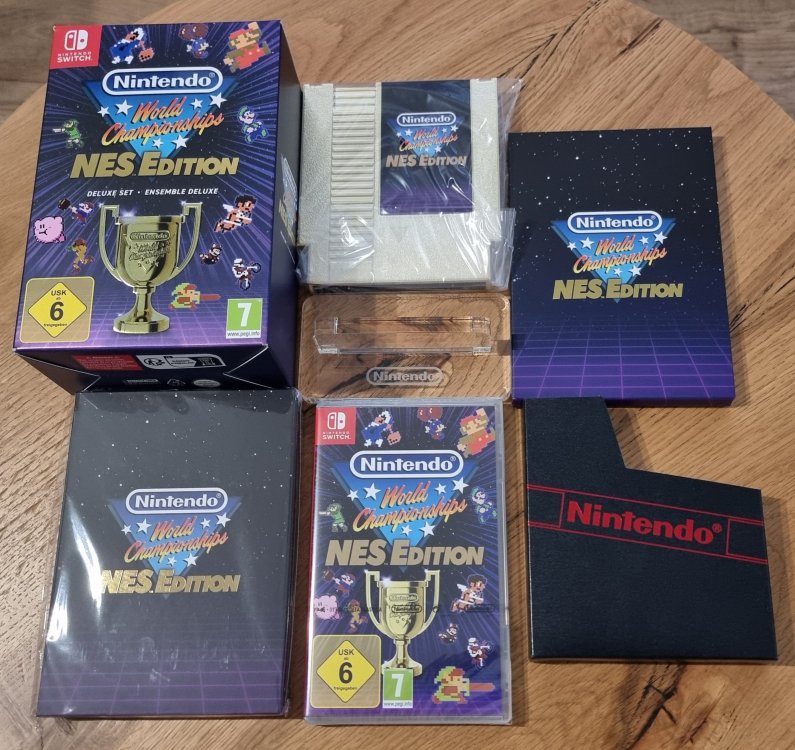 NINTENDO
SWITCH
Nintendo®
World
Championships
NES EDITION
DELUXE SET • ENSEMBLE DELUXE
Nintendo
World
Championships
USK
ab
6
freigegeben
7
www.pegi.info
Nintendo®
World
Championships
NES EDITION
Nintendo®
World
Championships
NES EDITION
Nintendo®
Nintendo®
World
Championships
NES EDITION
NINTENDO
SWITCH
Nintendo®
World
Championships
NES EDITION
USK
ab
6
freigegeben
7
www.pegi.info
Nintendo®